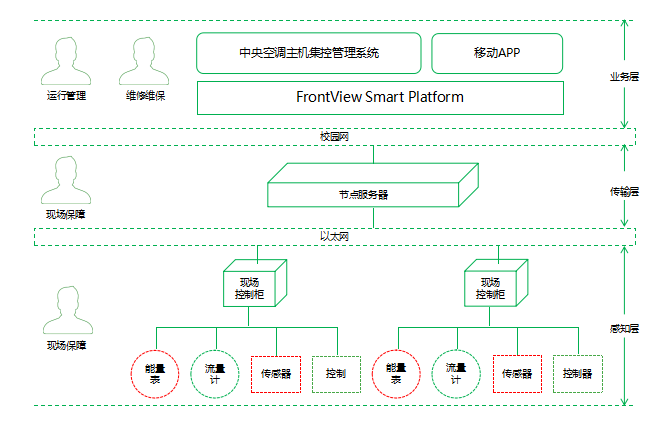 中央空调主机集控管理系统
移动APP
运行管理
维修维保
业务层
FrontView Smart Platform
校园网
节点服务器
传输层
现场保障
以太网
现场
控制柜
现场
控制柜
感知层
现场保障
能量
表
流量
计
传感器
控制
能量
表
流量
计
传感器
控制器